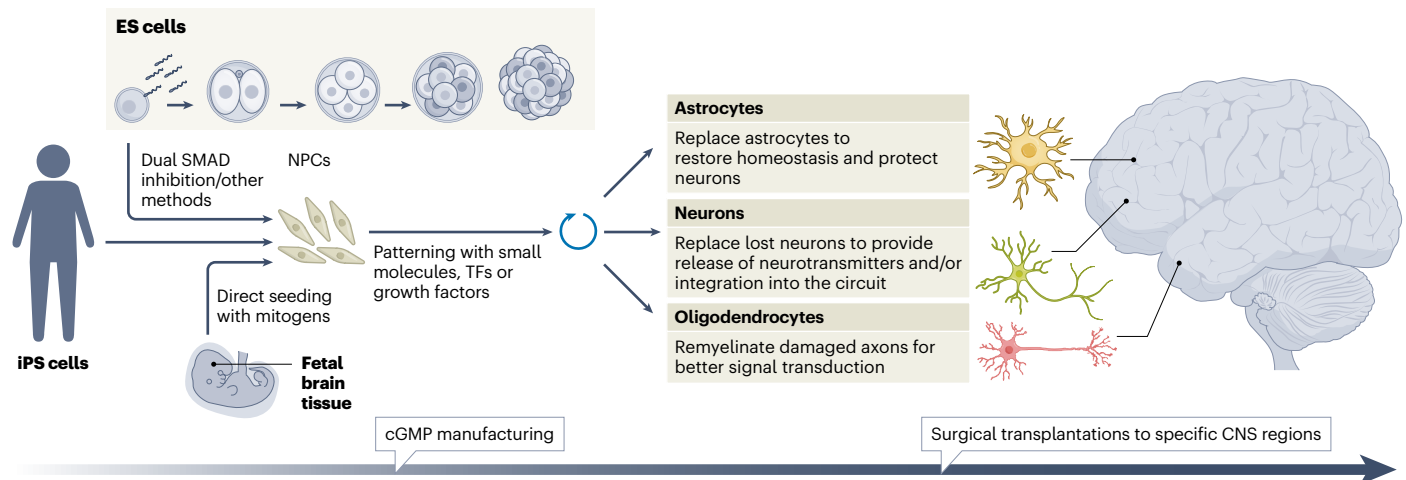 ES cells
Dual SMAD
inhibition/other
methods
NPCs
iPS cells
Direct seeding
with mitogens
Fetal
brain
tissue
Patterning with small
molecules, TFs or
growth factors
Astrocytes
Replace astrocytes to
restore homeostasis and protect
neurons
Neurons
Replace lost neurons to provide
release of neurotransmitters and/or
integration into the circuit
Oligodendrocytes
Remyelinate damaged axons for
better signal transduction
cGMP manufacturing
Surgical transplantations to specific CNS regions